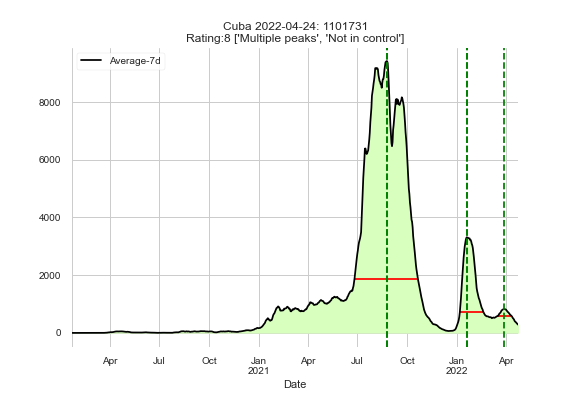 Cuba 2022-04-24: 1101731
Rating:8 ['Multiple peaks', 'Not in control']
Average-7d
8000
6000
4000
2000
0
Apr Jul Oct Jan Apr Jul Oct Jan Apr
2021 2022
Date